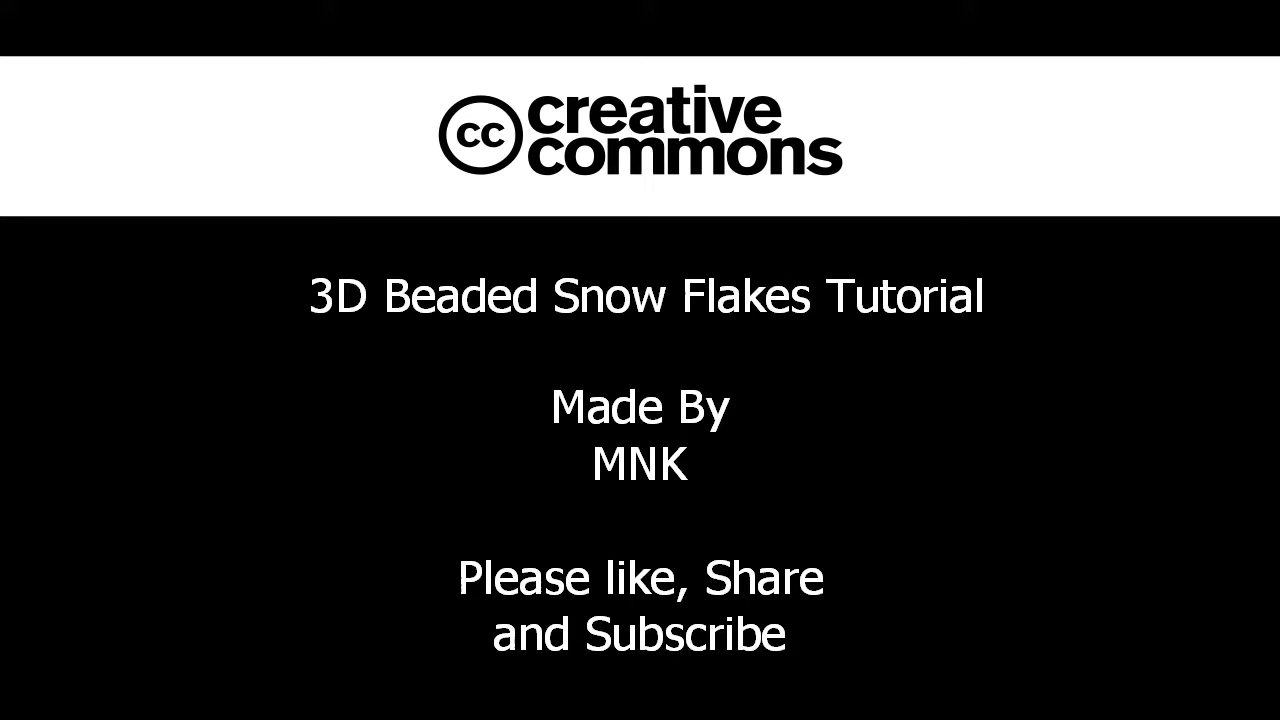 cc creative
commons
3D Beaded Snow Flakes Tutorial
Made By
MNK
Please like, Share
and Subscribe